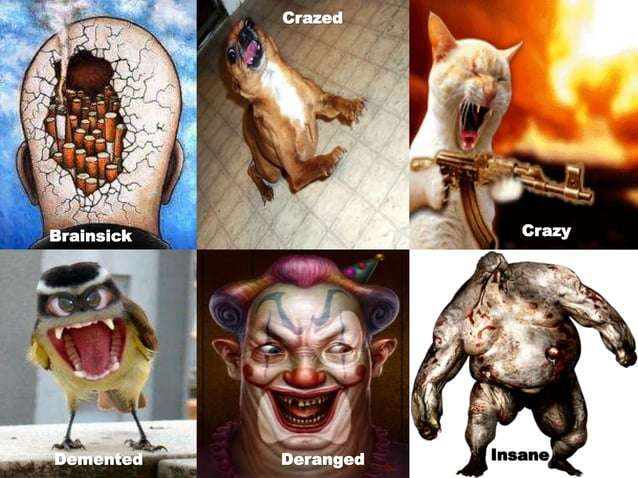 Crazed
Brainsick
Crazy
Demented
Deranged
Insane